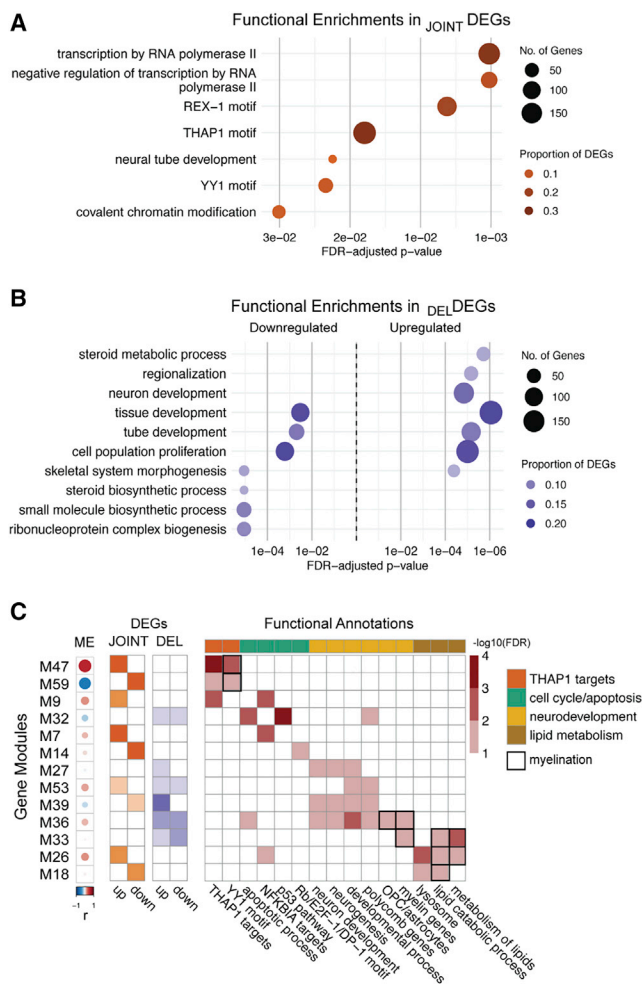 A
Functional Enrichments in JOINT DEGs
transcription by RNA polymerase II
negative regulation of transcription by RNA
polymerase II
REX-1 motif
THAP1 motif
neural tube development
YY1 motif
covalent chromatin modification
3e-02 2e-02 1e-02 1e-03
FDR-adjusted p-value
No. of Genes
50
100
150
Proportion of DEGs
0.1
0.2
0.3
B
Functional Enrichments in DELDEGs
Downregulated Upregulated
steroid metabolic process
regionalization
neuron development
tissue development
tube development
cell population proliferation
skeletal system morphogenesis
steroid biosynthetic process
small molecule biosynthetic process
ribonucleoprotein complex biogenesis
1e-04 1e-02 1e-02 1e-04 1e-06
FDR-adjusted p-value
No. of Genes
50
100
150
Proportion of DEGs
0.10
0.15
0.20
C
DEGs
ME JOINT DEL
Functional Annotations
Gene Modules
M47
M59
M9
M32
M7
M14
M27
M53
M39
M36
M33
M26
M18
-1 1
r
up
down
up
down
THAP1 targets
YY1 motif
apoptotic process
NFKBIA targets
p53 pathway
Rb/E2F-1/DP-1 motif
neuron development
neurogenesis
developmental process
polycomb genes
OPC/astrocytes
myelin genes
lysosome
lipid catabolic process
metabolism of lipids
-log10(FDR)
4
3
2
1
THAP1 targets
cell cycle/apoptosis
neurodevelopment
lipid metabolism
myelination